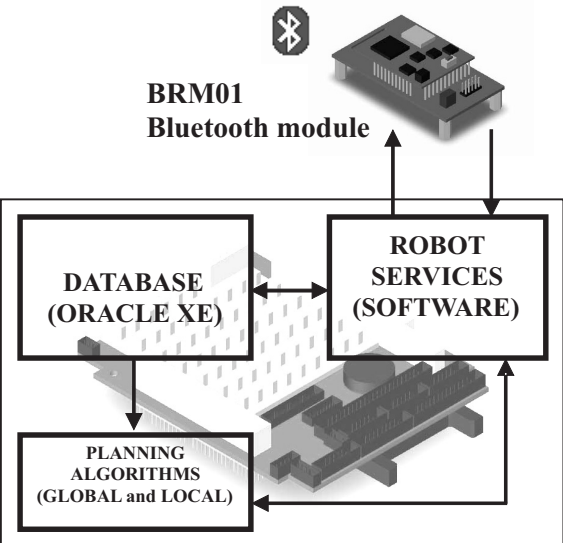 BRM01
Bluetooth module
DATABASE
(ORACLE XE)
ROBOT
SERVICES
(SOFTWARE)
PLANNING
ALGORITHMS
(GLOBAL and LOCAL)